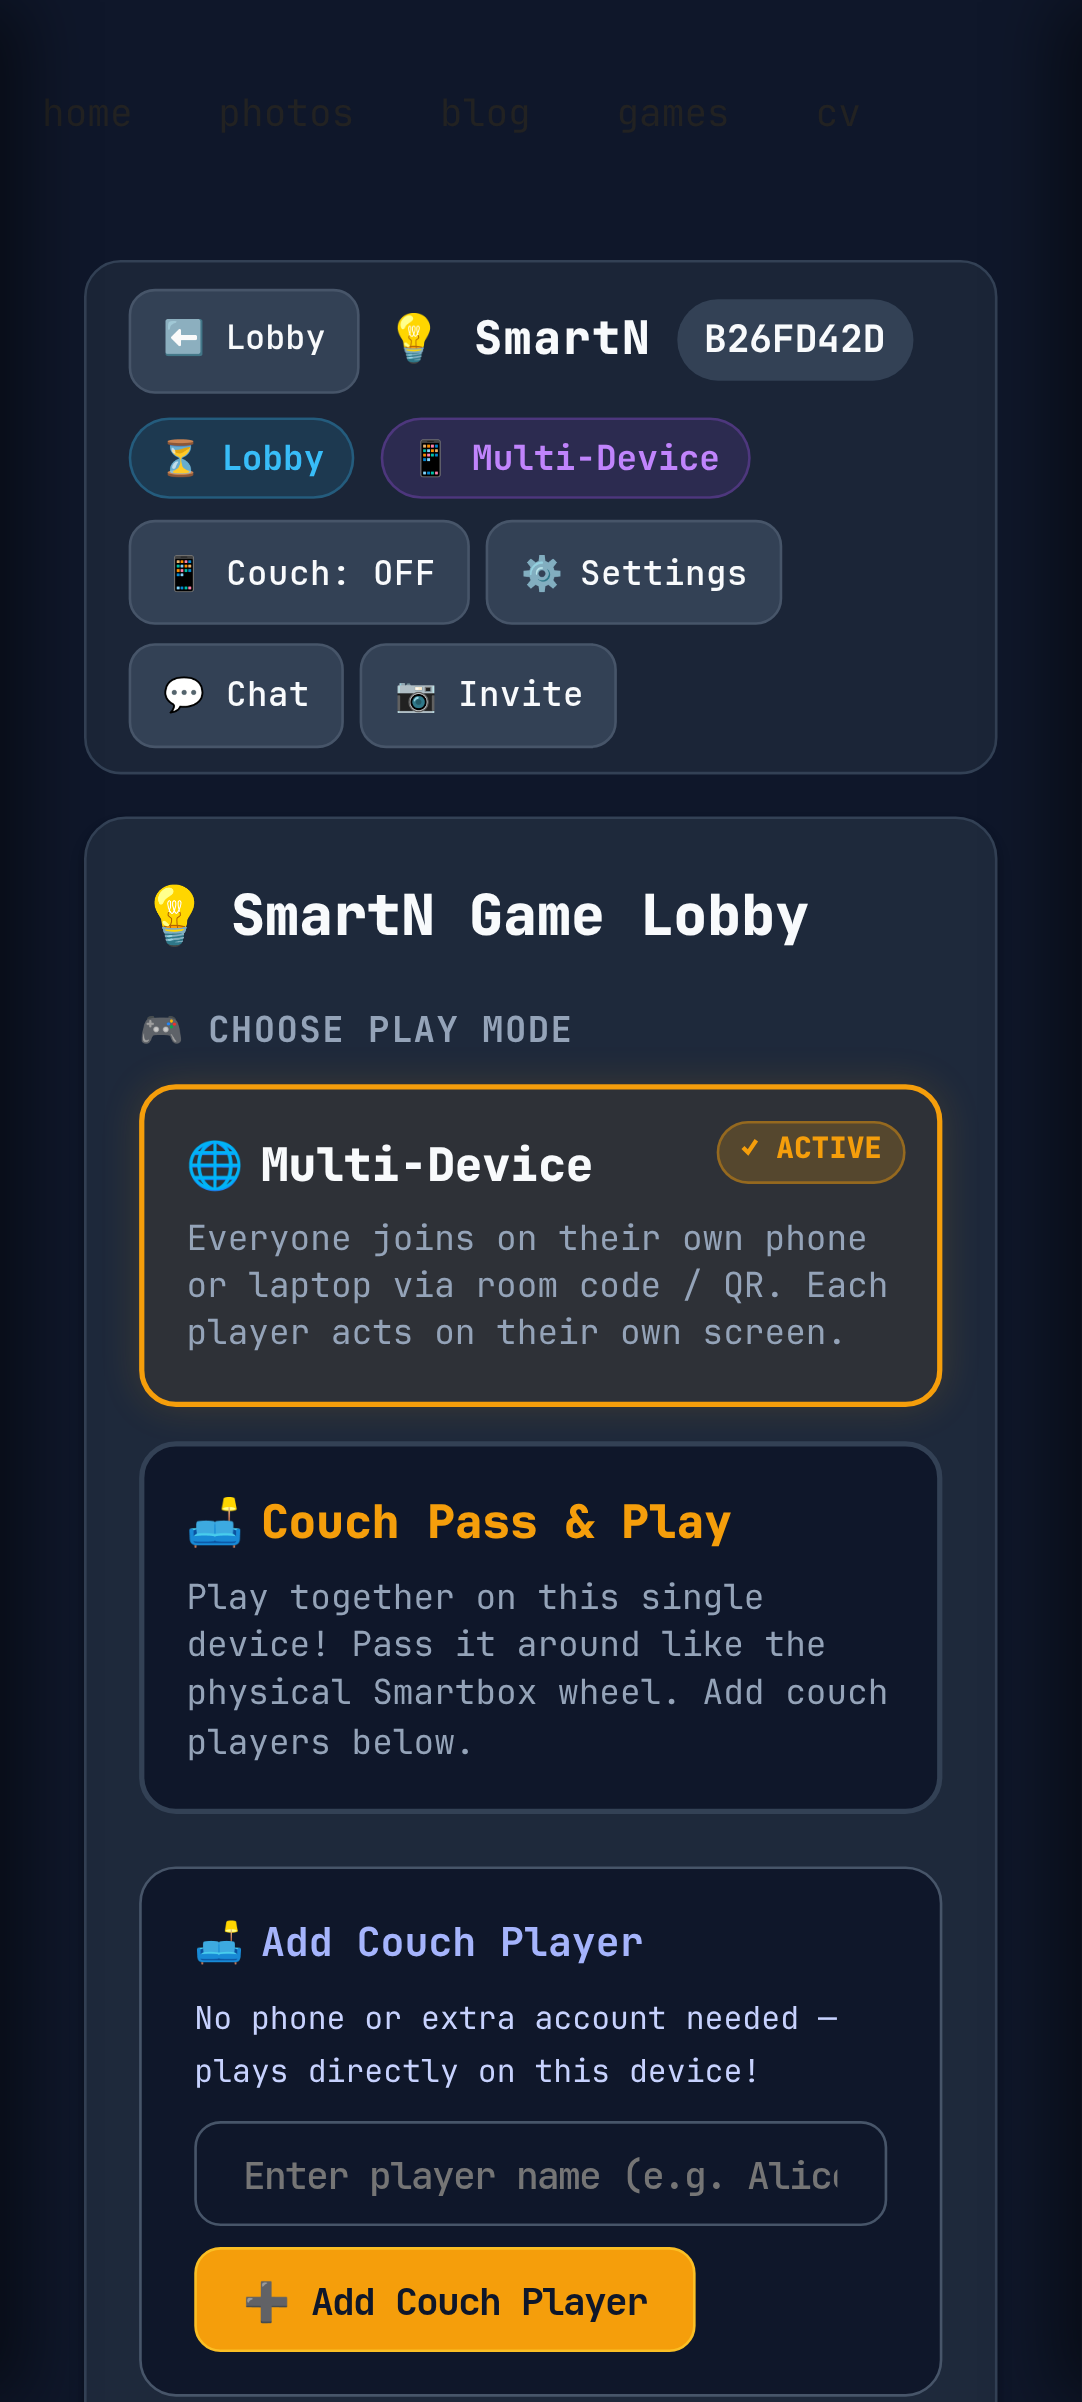 home photos blog games cv
⬅️ Lobby 💡 SmartN B26FD42D
⏳ Lobby 📱 Multi-Device
📱 Couch: OFF ⚙️ Settings
💬 Chat 📷 Invite
💡 SmartN Game Lobby
🎮 CHOOSE PLAY MODE
🌐 Multi-Device ✓ ACTIVE
Everyone joins on their own phone
or laptop via room code / QR. Each
player acts on their own screen.
🛋️ Couch Pass & Play
Play together on this single
device! Pass it around like the
physical Smartbox wheel. Add couch
players below.
🛋️ Add Couch Player
No phone or extra account needed —
plays directly on this device!
Enter player name (e.g. Alic
➕ Add Couch Player